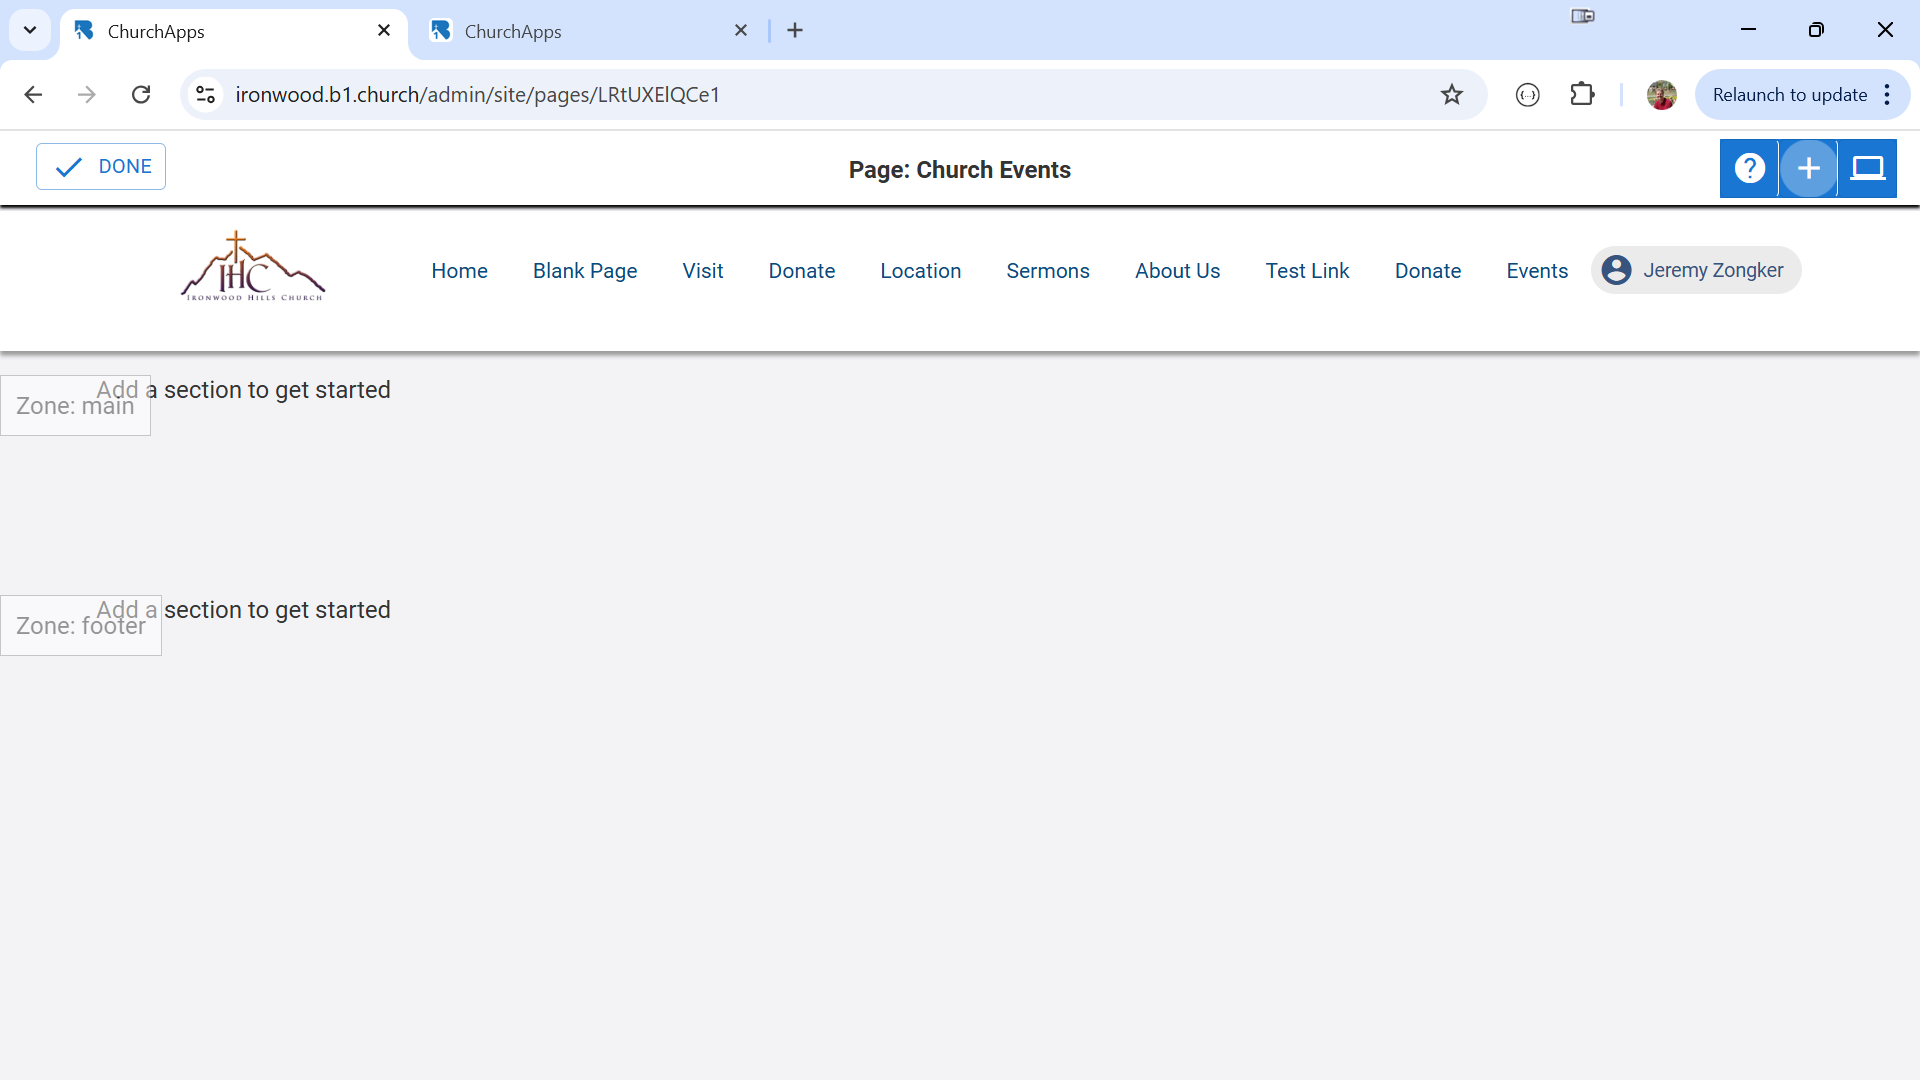 ChurchApps
ChurchApps
ironwood.b1.church/admin/site/pages/LRtUXElQCe1
Relaunch to update
DONE
Page: Church Events
IHC
IRONWOOD HILLS CHURCH
Home Blank Page Visit Donate Location Sermons About Us Test Link Donate Events Jeremy Zongker
Add a section to get started
Zone: main
Add a section to get started
Zone: footer